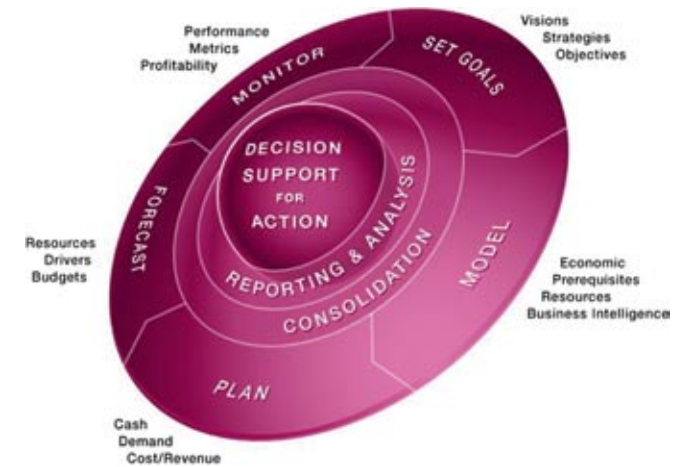 Performance
Metrics
Profitability
Visions
Strategies
Objectives
MONITOR
SET GOALS
DECISION
SUPPORT
FOR
ACTION
REPORTING & ANALYSIS
CONSOLIDATION
FORECAST
MODEL
PLAN
Resources
Drivers
Budgets
Economic
Prerequisites
Resources
Business Intelligence
Cash
Demand
Cost/Revenue